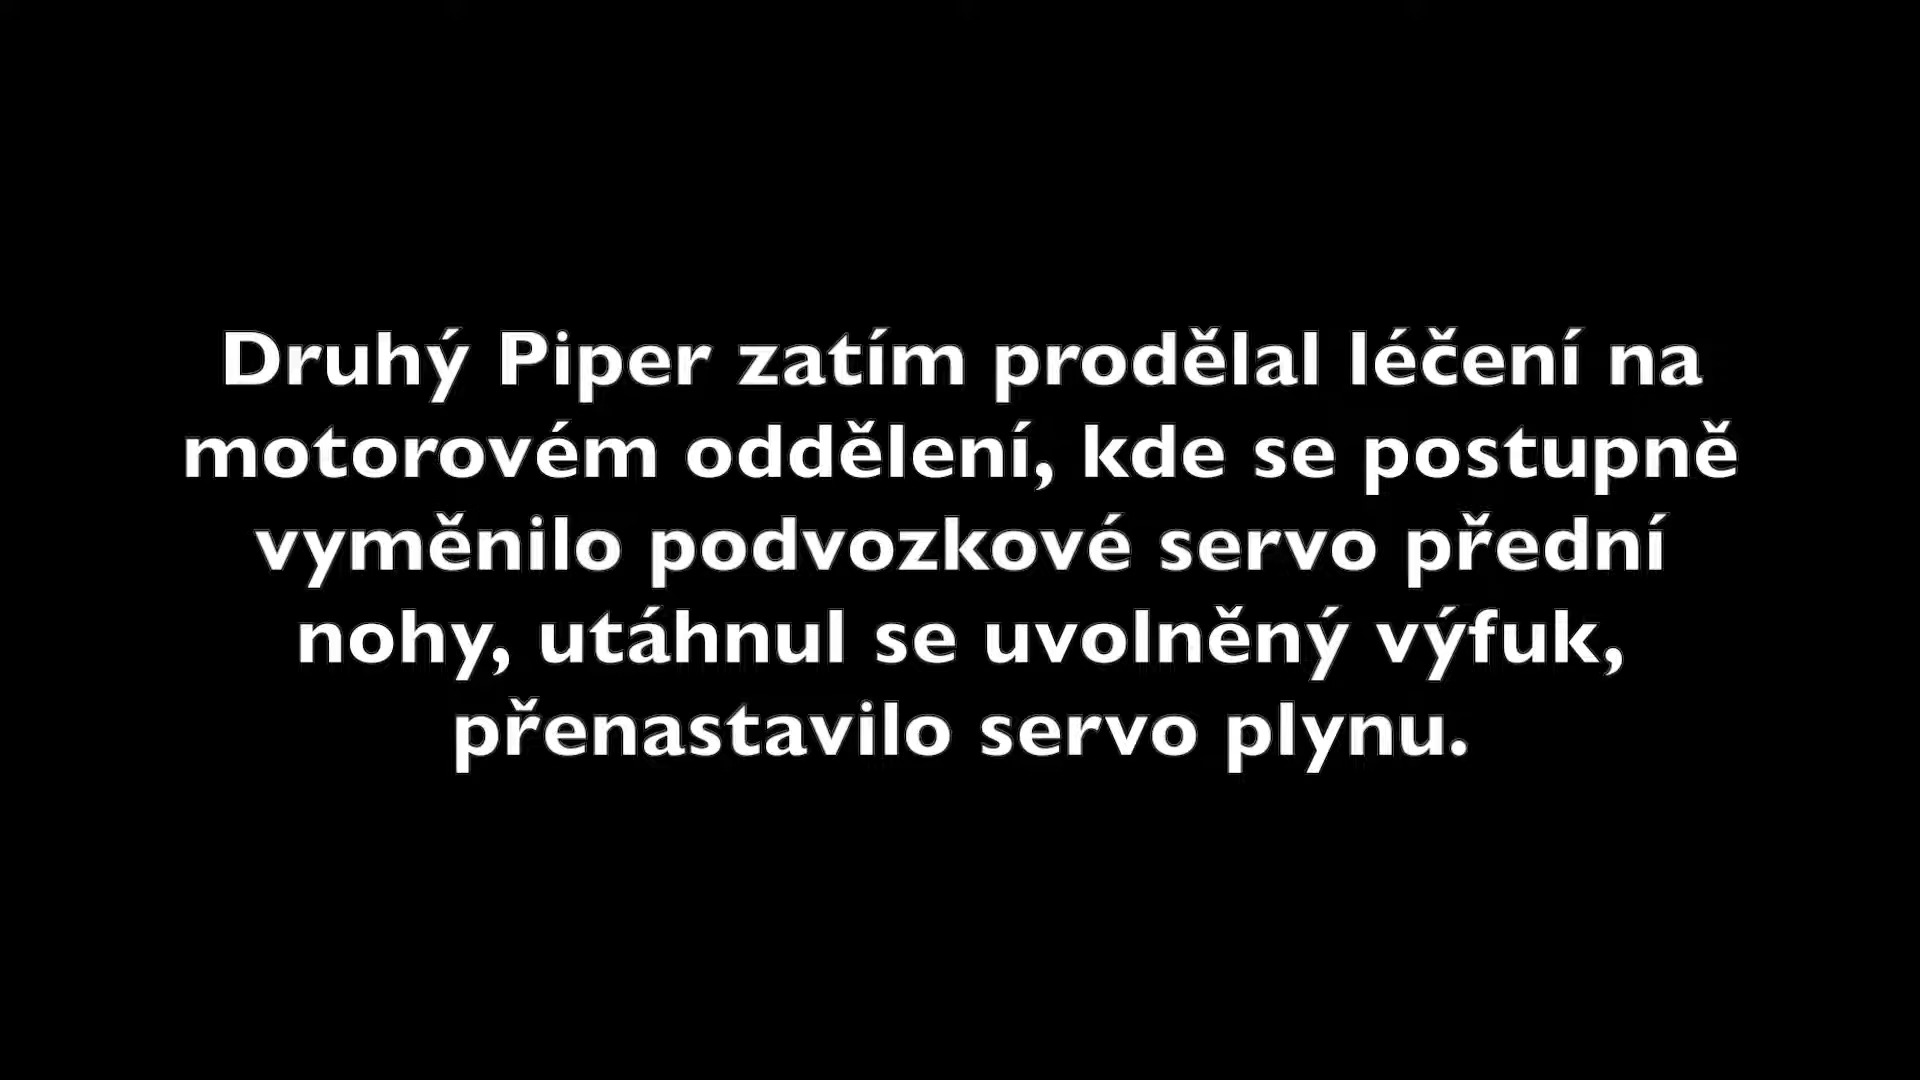 Druhý Piper zatím prodělal léčení na
motorovém oddělení, kde se postupně
vyměnilo podvozkové servo přední
nohy, utáhnul se uvolněný výfuk,
přenastavilo servo plynu.